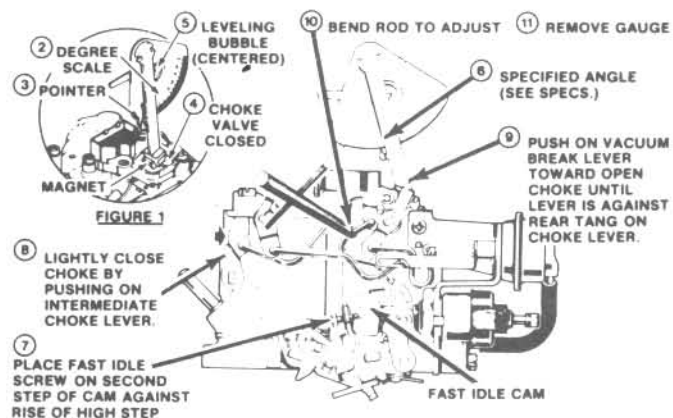 ② DEGREE SCALE
③ POINTER
⑤ LEVELING
BUBBLE
(CENTERED)
④ CHOKE
VALVE
CLOSED
MAGNET
FIGURE 1
⑩ BEND ROD TO ADJUST
⑪ REMOVE GAUGE
⑥ SPECIFIED ANGLE
(SEE SPECS.)
⑨ PUSH ON VACUUM
BREAK LEVER
TOWARD OPEN
CHOKE UNTIL
LEVER IS AGAINST
REAR TANG ON
CHOKE LEVER.
⑧ LIGHTLY CLOSE
CHOKE BY
PUSHING ON
INTERMEDIATE
CHOKE LEVER.
⑦ PLACE FAST IDLE
SCREW ON SECOND
STEP OF CAM AGAINST
RISE OF HIGH STEP
FAST IDLE CAM